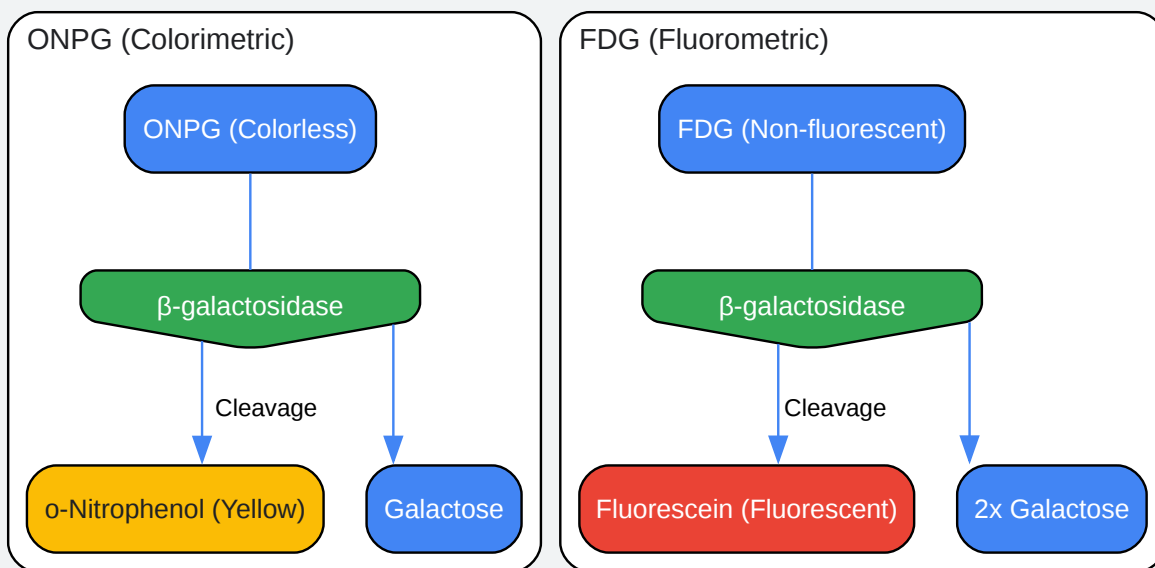 ONPG (Colorimetric)
ONPG (Colorless)
β-galactosidase
Cleavage
o-Nitrophenol (Yellow)
Galactose
FDG (Fluorometric)
FDG (Non-fluorescent)
β-galactosidase
Cleavage
Fluorescein (Fluorescent)
2x Galactose